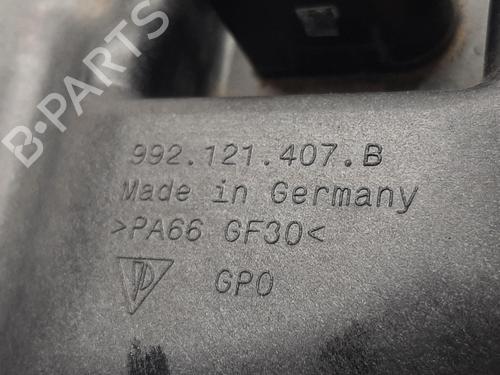 B-PARTS
992.121.407.B
Made in Germany
>PA66 GF30<
GPO